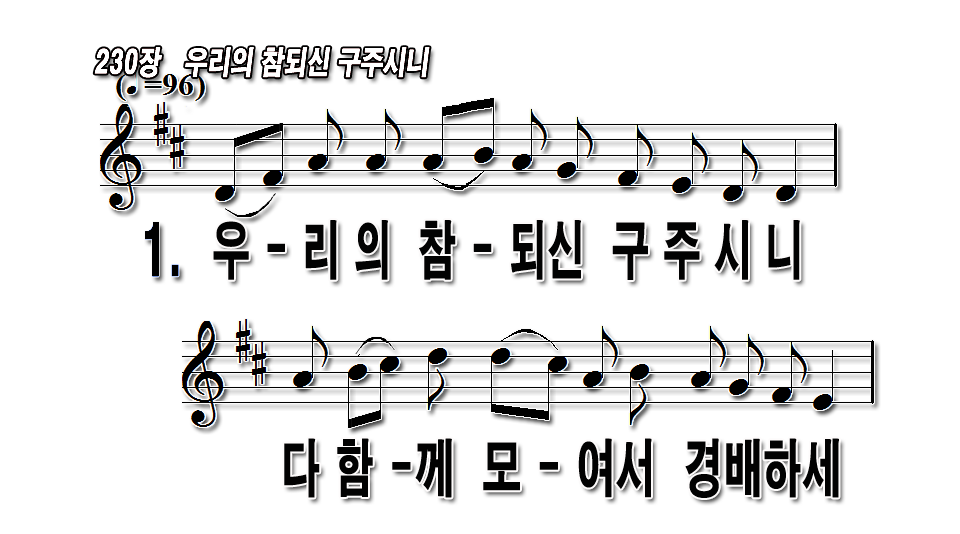 230장 우리의 참되신 구주시니
(♩=96)
1. 우 - 리 의 참 - 되신 구 주 시 니
다 함 -께 모 - 여서 경배하세